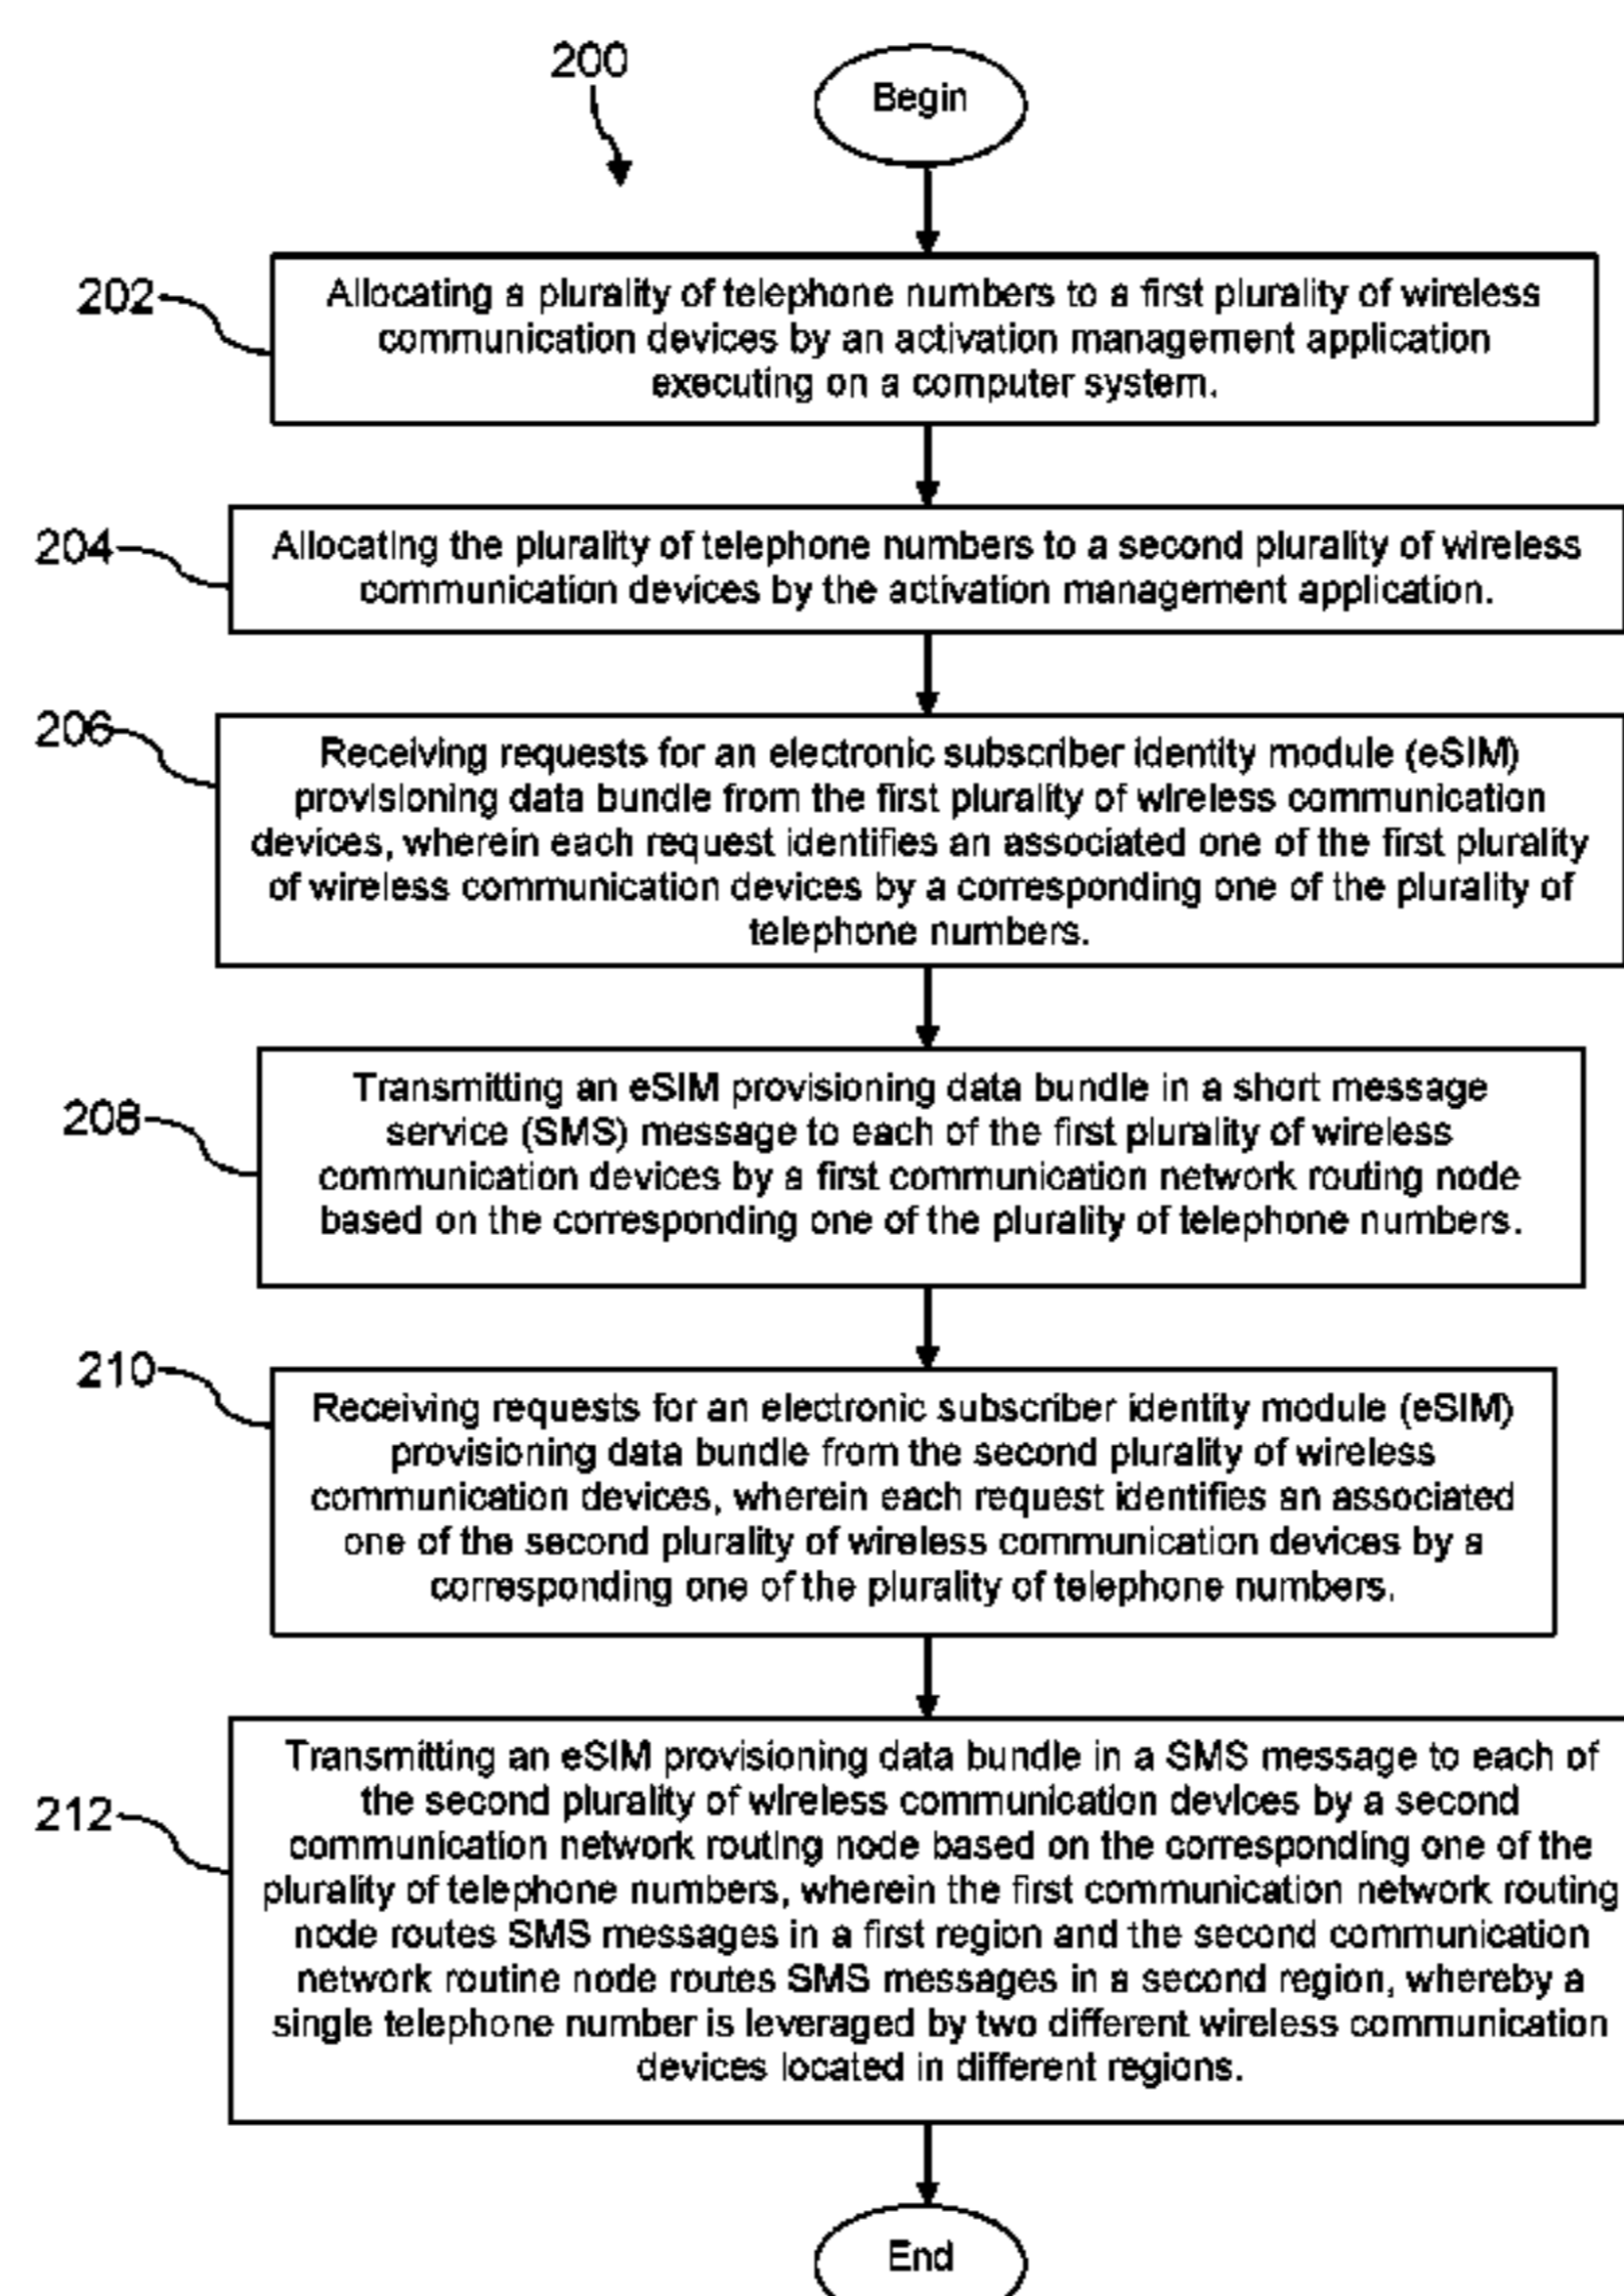 200
Begin
202
Allocating a plurality of telephone numbers to a first plurality of wireless
communication devices by an activation management application
executing on a computer system.
204
Allocating the plurality of telephone numbers to a second plurality of wireless
communication devices by the activation management application.
206
Receiving requests for an electronic subscriber identity module (eSIM)
provisioning data bundle from the first plurality of wireless communication
devices, wherein each request identifies an associated one of the first plurality
of wireless communication devices by a corresponding one of the plurality of
telephone numbers.
208
Transmitting an eSIM provisioning data bundle in a short message
service (SMS) message to each of the first plurality of wireless
communication devices by a first communication network routing node
based on the corresponding one of the plurality of telephone numbers.
210
Receiving requests for an electronic subscriber identity module (eSIM)
provisioning data bundle from the second plurality of wireless
communication devices, wherein each request identifies an associated
one of the second plurality of wireless communication devices by a
corresponding one of the plurality of telephone numbers.
212
Transmitting an eSIM provisioning data bundle in a SMS message to each of
the second plurality of wireless communication devices by a second
communication network routing node based on the corresponding one of the
plurality of telephone numbers, wherein the first communication network routing
node routes SMS messages in a first region and the second communication
network routine node routes SMS messages in a second region, whereby a
single telephone number is leveraged by two different wireless communication
devices located in different regions.
End